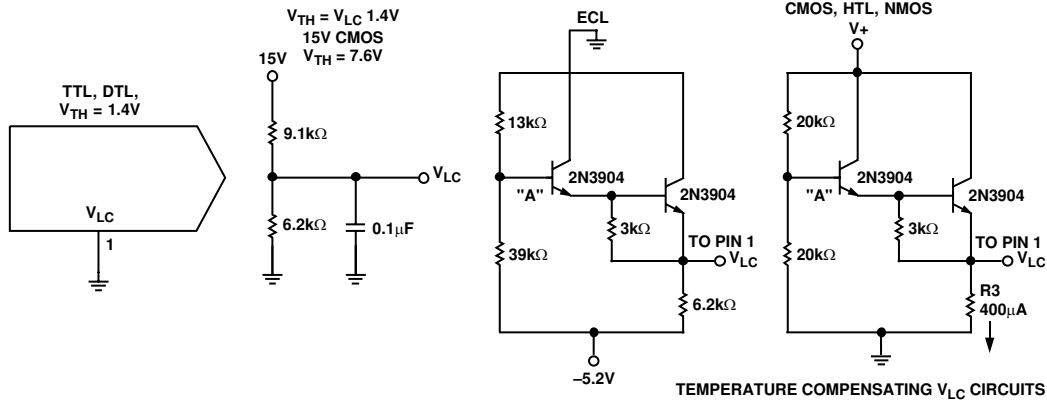 TTL, DTL,
VTH = 1.4V
VLC
1
VTH = VLC 1.4V
15V CMOS
VTH = 7.6V
15V
9.1kΩ
VLC
6.2kΩ
0.1μF
ECL
13kΩ
2N3904
"A"
2N3904
3kΩ
39kΩ
TO PIN 1
VLC
6.2kΩ
–5.2V
CMOS, HTL, NMOS
V+
20kΩ
2N3904
"A"
2N3904
3kΩ
20kΩ
TO PIN 1
VLC
R3
400μA
TEMPERATURE COMPENSATING VLC CIRCUITS